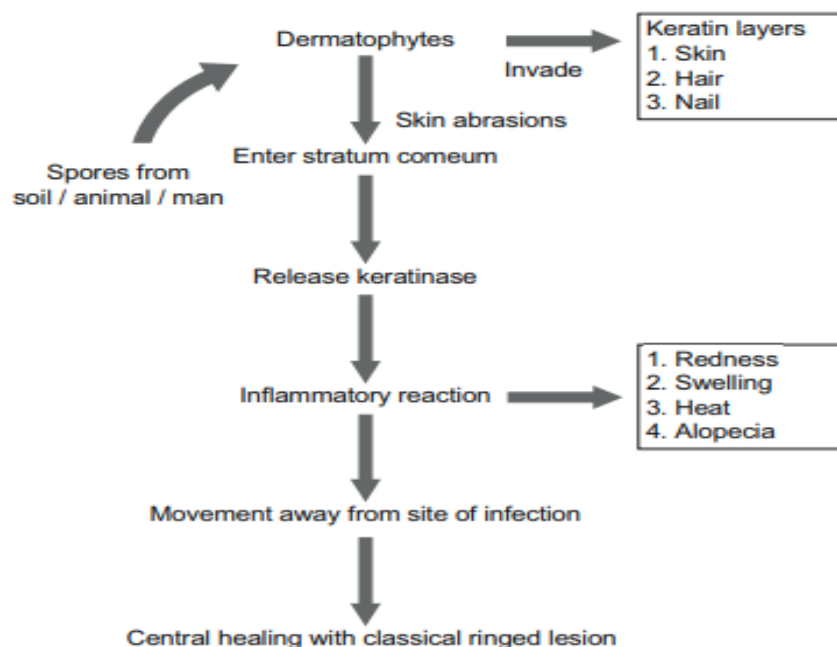 Dermatophytes
Invade
Keratin layers
1. Skin
2. Hair
3. Nail
Skin abrasions
Spores from
soil / animal / man
Enter stratum comeum
Release keratinase
Inflammatory reaction
1. Redness
2. Swelling
3. Heat
4. Alopecia
Movement away from site of infection
Central healing with classical ringed lesion